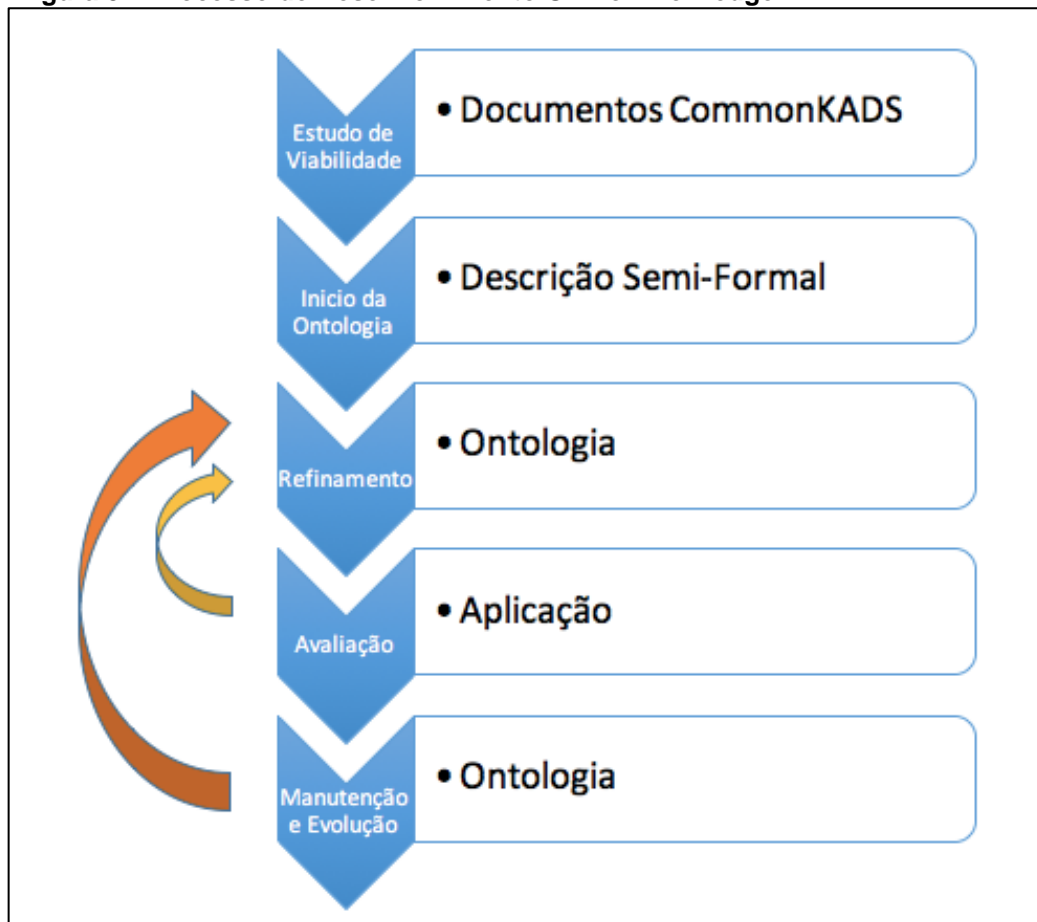 Estudo de
Viabilidade
• Documentos CommonKADS
Inicio da
Ontologia
• Descrição Semi-Formal
Refinamento
• Ontologia
Avaliação
• Aplicação
Manutenção
e Evolução
• Ontologia